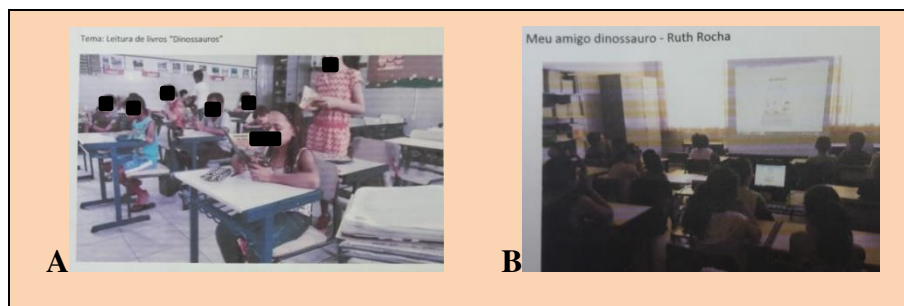 Tema: Leitura de livros "Dinossauros"
Meu amigo dinossauro - Ruth Rocha
A
B